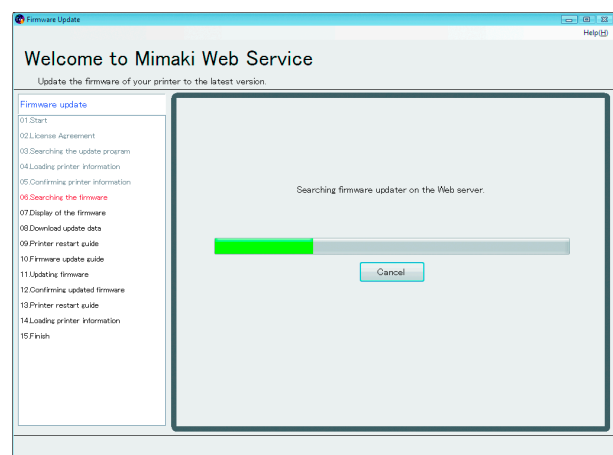 Firmware Update
Help(H)
Welcome to Mimaki Web Service
Update the firmware of your printer to the latest version.
Firmware update
01.Start
02.License Agreement
03.Searching the update program
04.Loading printer information
05.Confirming printer information
06.Searching the firmware
07.Display of the firmware
08.Download update data
09.Printer restart guide
10.Firmware update guide
11.Updating firmware
12.Confirming updated firmware
13.Printer restart guide
14.Loading printer information
15.Finish
Searching firmware updater on the Web server.
Cancel